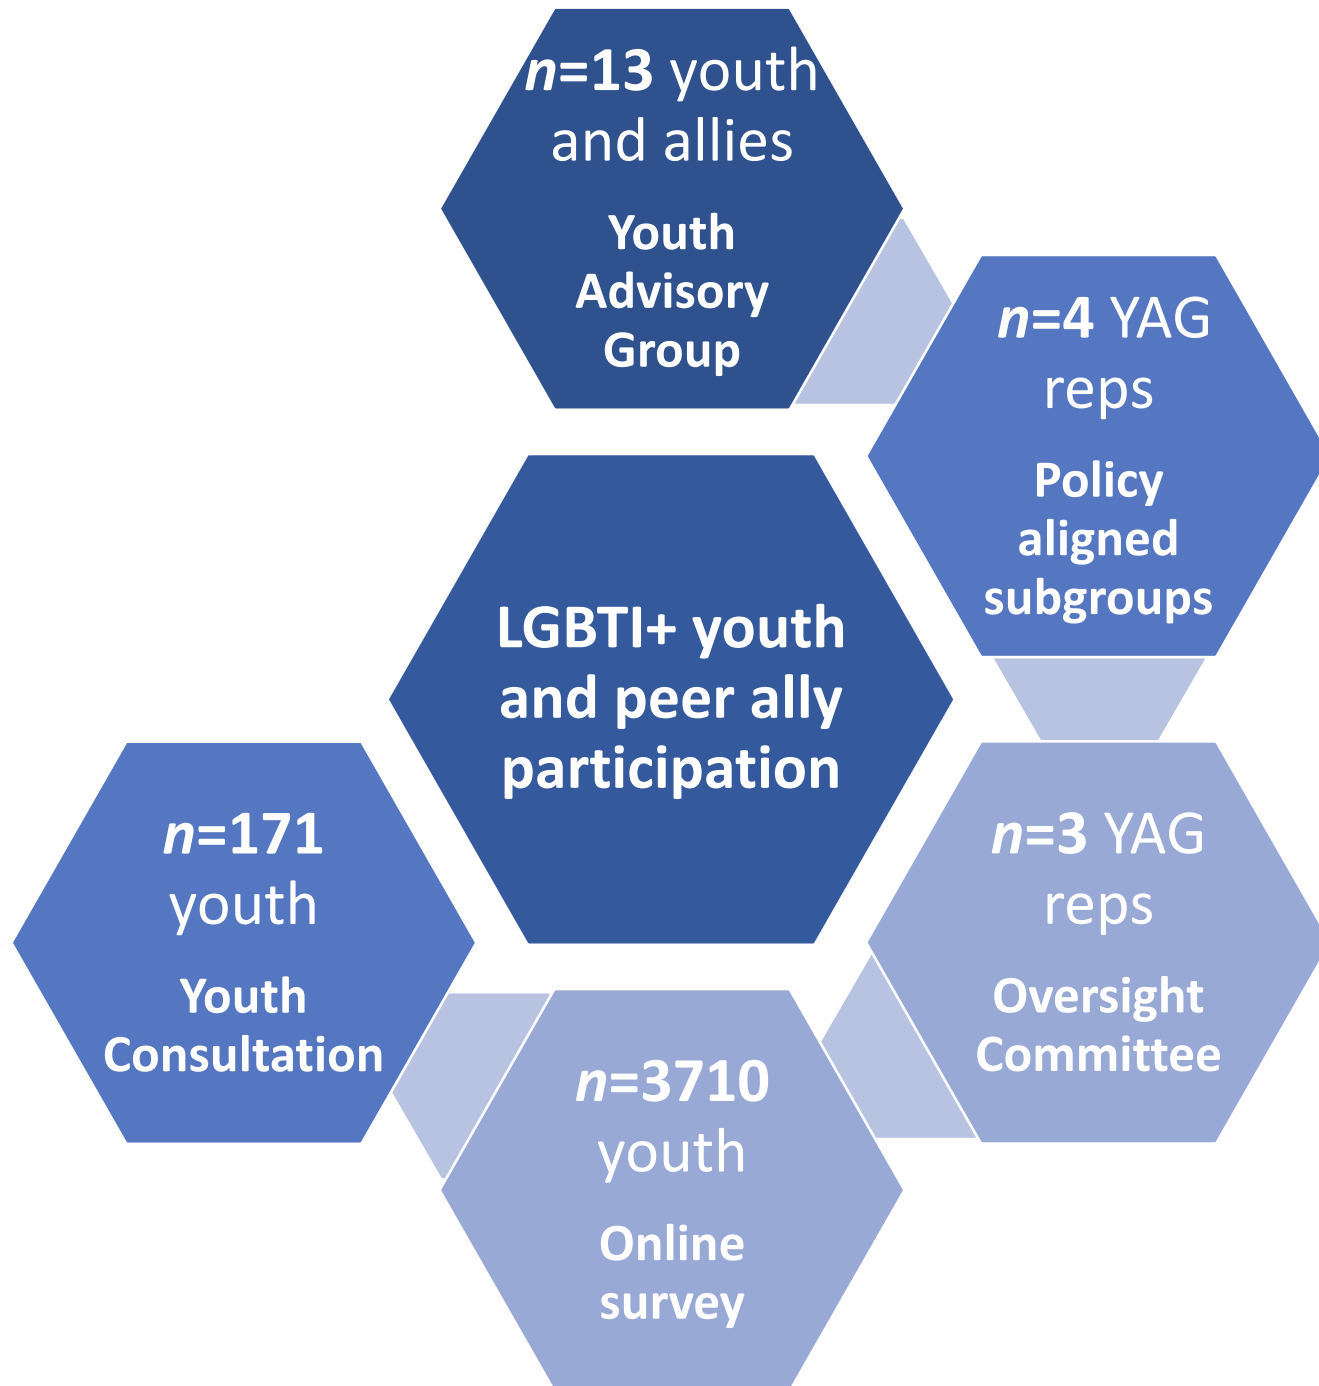 n=13 youth
and allies
Youth
Advisory
Group
n=4 YAG
reps
Policy
aligned
subgroups
LGBTI+ youth
and peer ally
participation
n=171
youth
Youth
Consultation
n=3 YAG
reps
Oversight
Committee
n=3710
youth
Online
survey